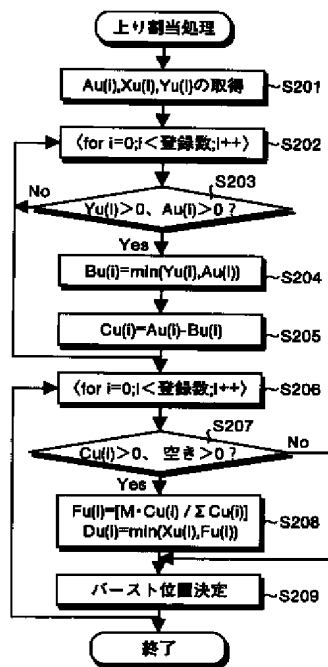 上り割当処理
Au(i),Xu(i),Yu(i)の取得
S201
〈for i=0;i<登録数;i++〉
S202
S203
No
Yu(i)>0、Au(i)>0？
Yes
Bu(i)=min(Yu(i),Au(i))
S204
Cu(i)=Au(i)-Bu(i)
S205
〈for i=0;i<登録数;i++〉
S206
S207
No
Cu(i)>0、空き>0？
Yes
Fu(i)=[M・Cu(i) / Σ Cu(i)]
Du(i)=min(Xu(i),Fu(i))
S208
バースト位置決定
S209
終了